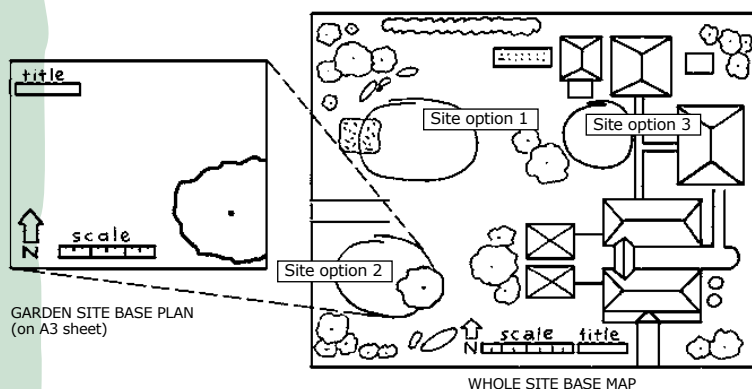 title
scale
N
GARDEN SITE BASE PLAN
(on A3 sheet)
Site option 1
Site option 3
Site option 2
N
scale
title
WHOLE SITE BASE MAP